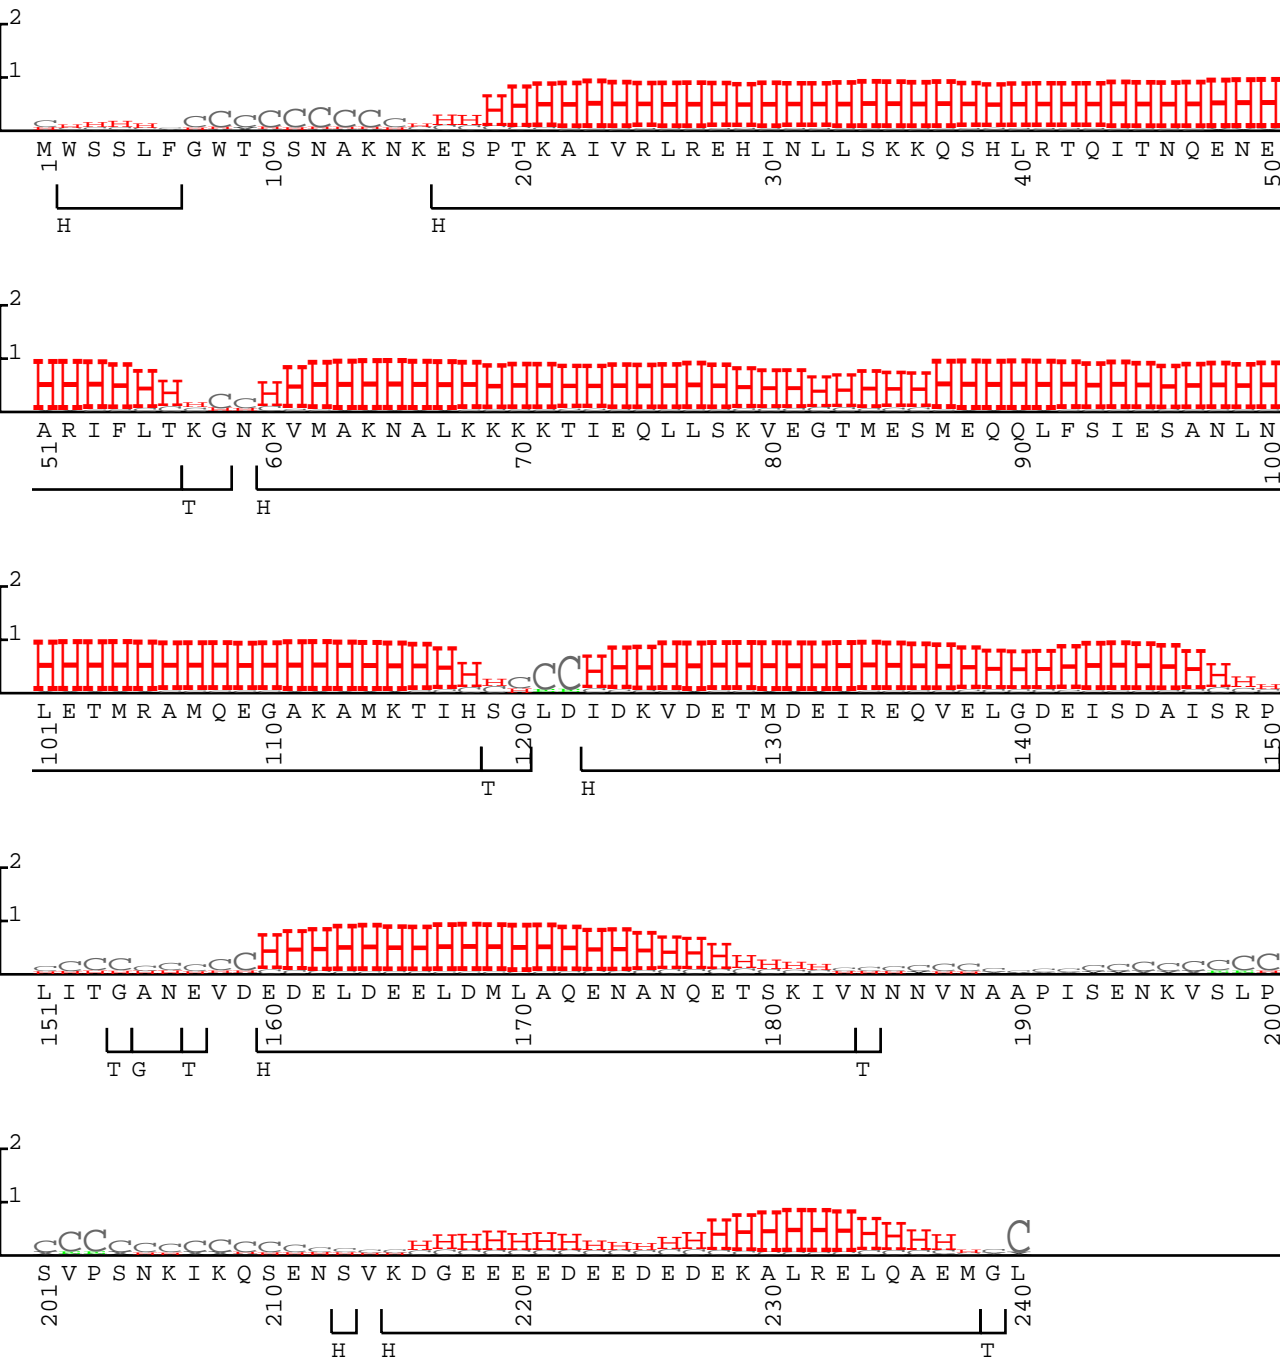 2
1
M W S S L F G W T S S N A K N K E S P T K A I V R L R E H I N L L S K K Q S H L R T Q I T N Q E N E
1 10 20 30 40 50
H H
2
1
A R I F L T K G N K V M A K N A L K K K K T I E Q L L S K V E G T M E S M E Q Q L F S I E S A N L N
51 60 70 80 90 100
T H
2
1
L E T M R A M Q E G A K A M K T I H S G L D I D K V D E T M D E I R E Q V E L G D E I S D A I S R P
101 110 120 130 140 150
T H
2
1
L I T G A N E V D E D E L D E E L D M L A Q E N A N Q E T S K I V N N N V N A A P I S E N K V S L P
151 160 170 180 190 200
T G T H T
2
1
S V P S N K I K Q S E N S V K D G E E E E D E E D E D E K A L R E L Q A E M G L
201 210 220 230 240
H H T